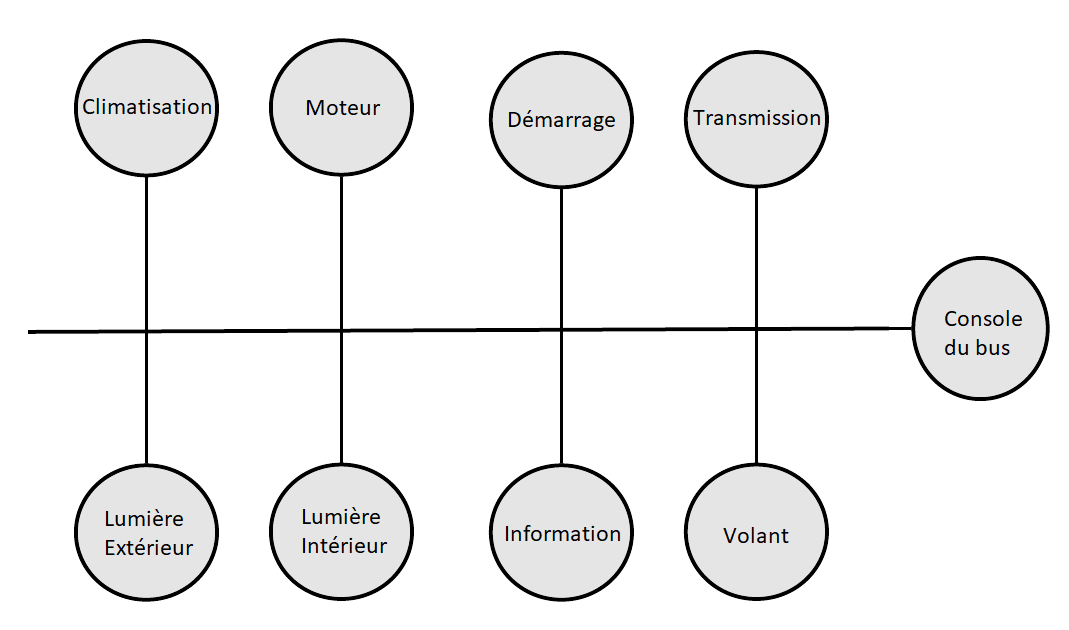 Climatisation
Moteur
Démarrage
Transmission
Console
du bus
Lumière
Extérieur
Lumière
Intérieur
Information
Volant